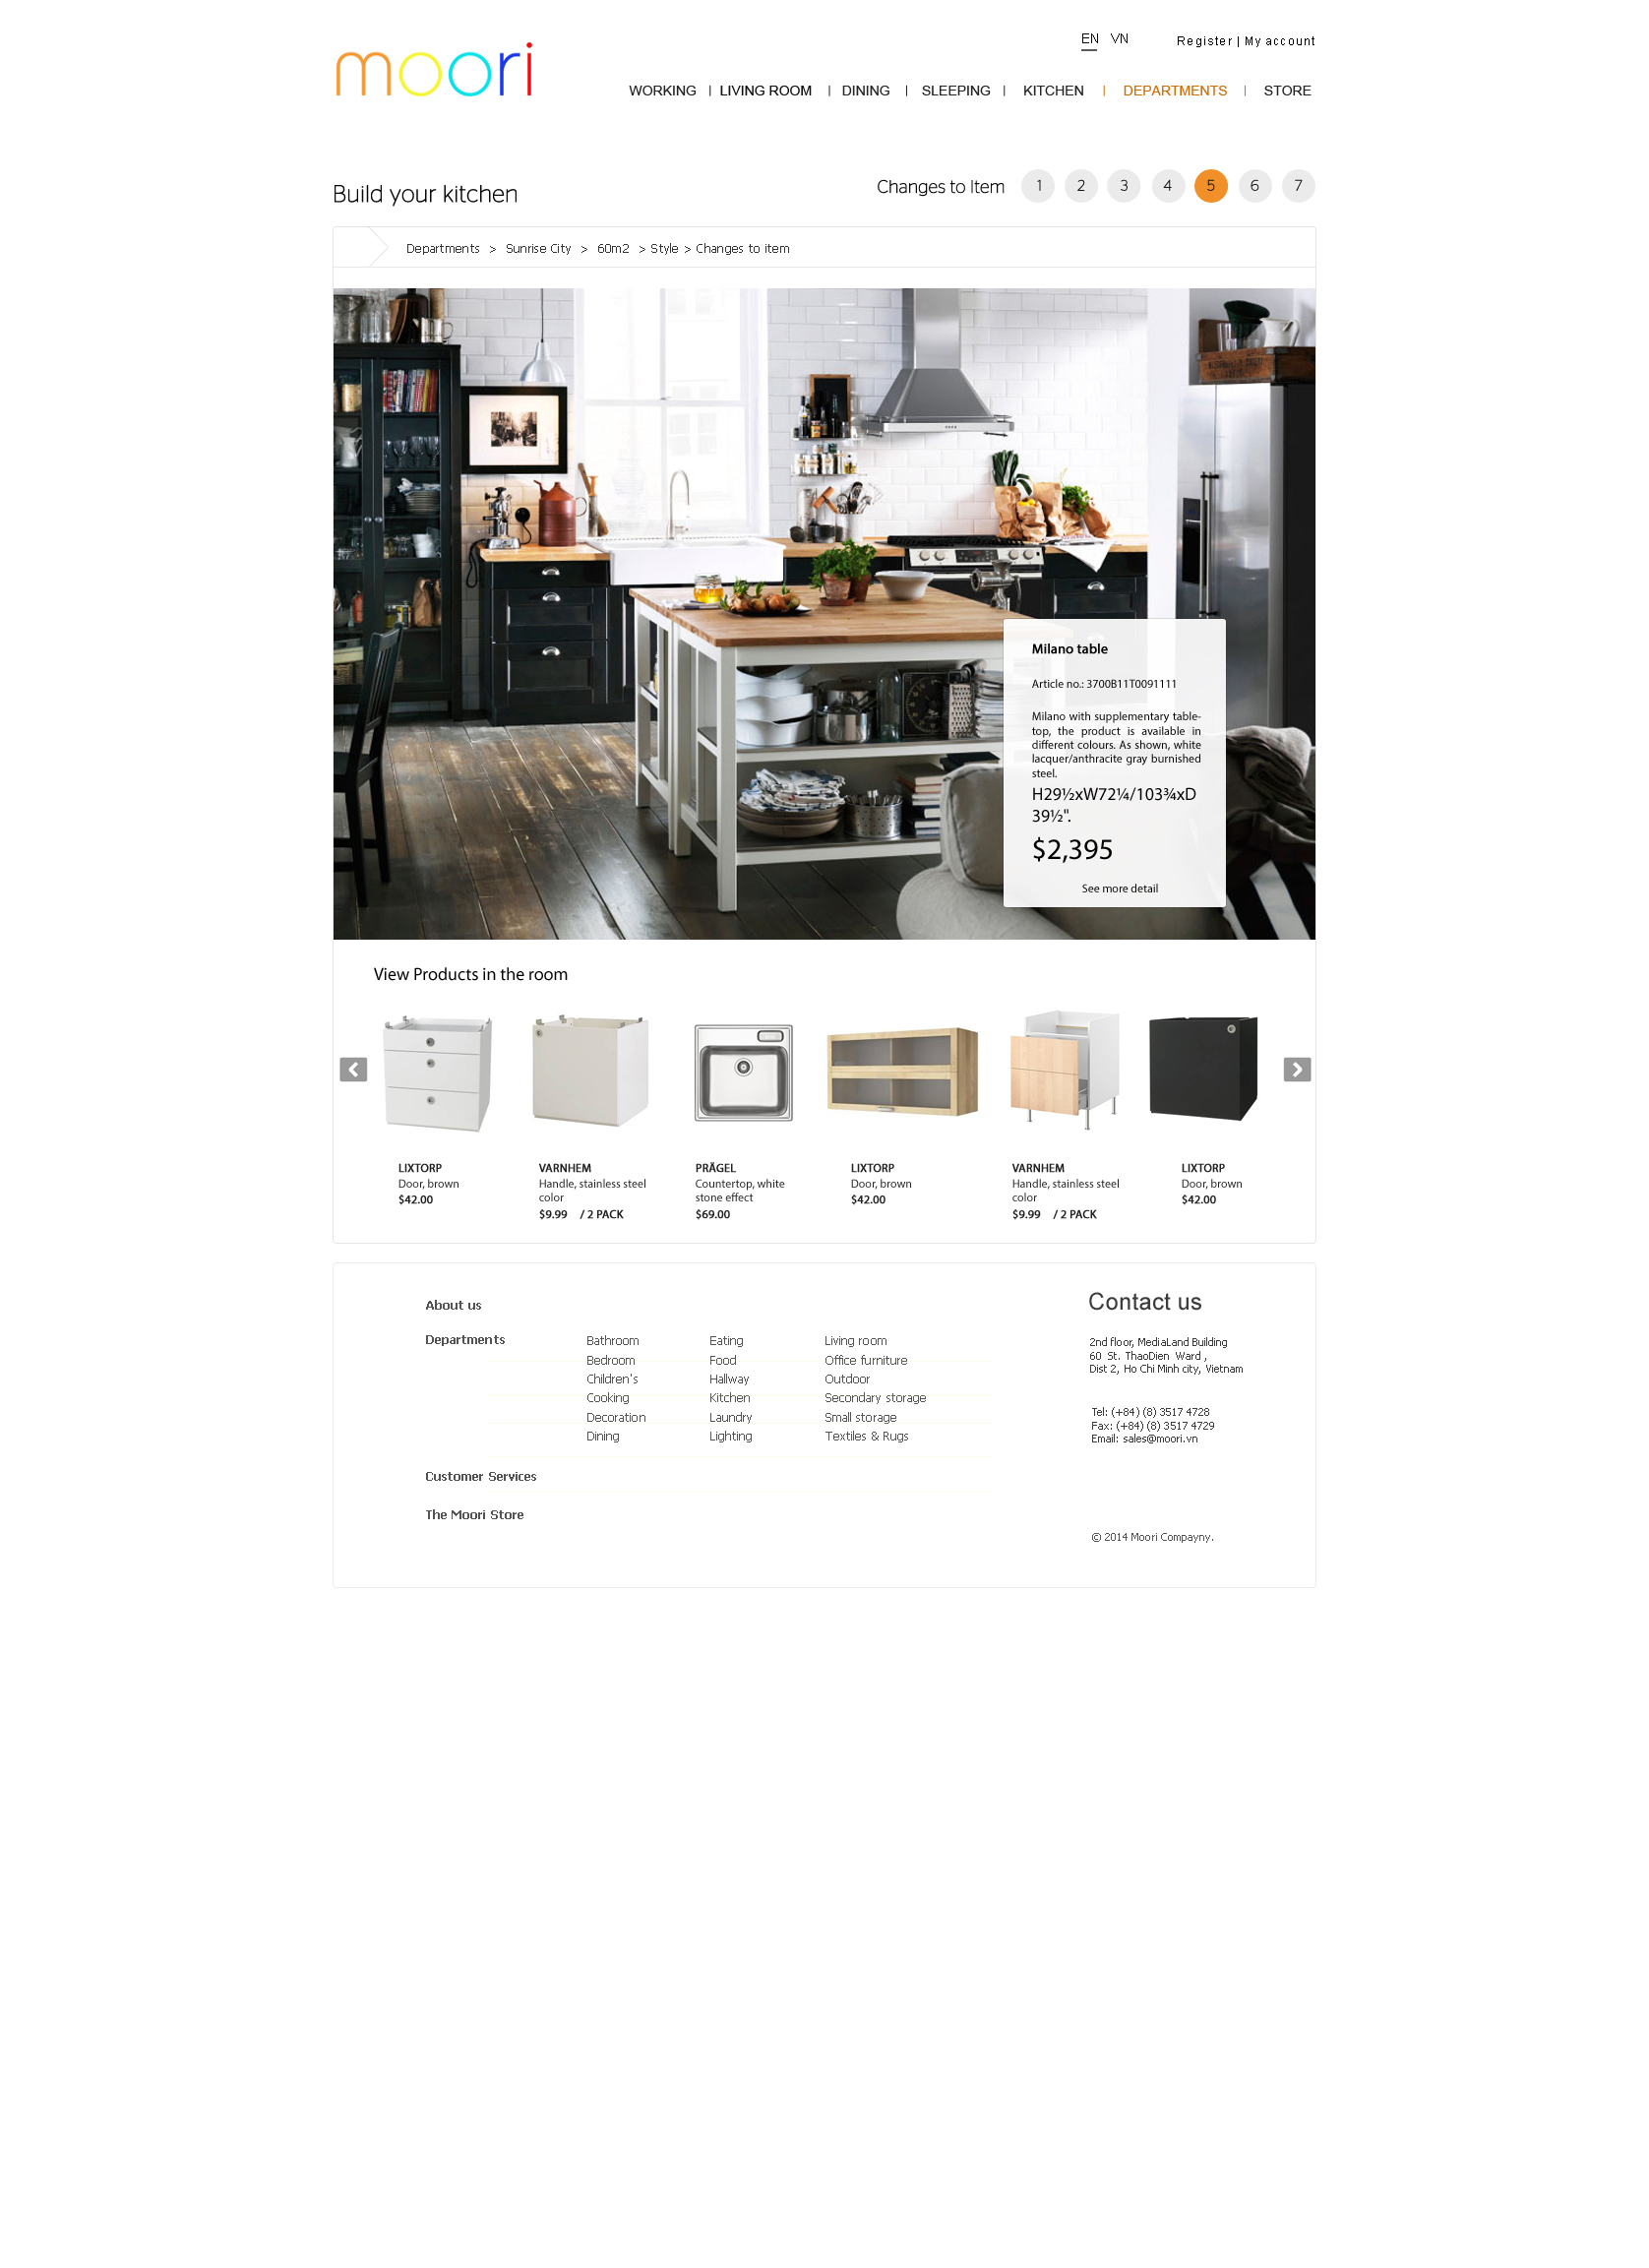 EN VN
Register | My account
moori
WORKING | LIVING ROOM | DINING | SLEEPING | KITCHEN | DEPARTMENTS | STORE
Build your kitchen
Changes to Item 1 2 3 4 5 6 7
Departments > Sunrise City > 60m2 > Style > Changes to item
Milano table
Article no.: 3700B11T0091111
Milano with supplementary table-
top, the product is available in
different colours. As shown, white
lacquer/anthracite gray burnished
steel.
H29½xW72¼/103¾xD
39½".
$2,395
See more detail
View Products in the room
LIXTORP
Door, brown
$42.00
VARNHEM
Handle, stainless steel
color
$9.99 / 2 PACK
PRÄGEL
Countertop, white
stone effect
$69.00
LIXTORP
Door, brown
$42.00
VARNHEM
Handle, stainless steel
color
$9.99 / 2 PACK
LIXTORP
Door, brown
$42.00
About us
Departments
Bathroom
Bedroom
Children's
Cooking
Decoration
Dining
Eating
Food
Hallway
Kitchen
Laundry
Lighting
Living room
Office furniture
Outdoor
Secondary storage
Small storage
Textiles & Rugs
Customer Services
The Moori Store
Contact us
2nd floor, MediaLand Building
60 St. ThaoDien Ward ,
Dist 2, Ho Chi Minh city, Vietnam
Tel: (+84) (8) 3517 4728
Fax: (+84) (8) 3517 4729
Email: sales@moori.vn
© 2014 Moori Compayny.